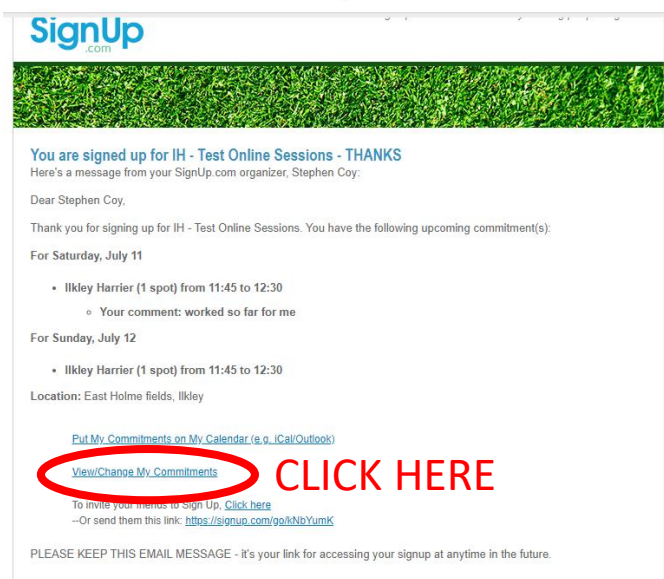 SignUp
.com
You are signed up for IH - Test Online Sessions - THANKS
Here's a message from your SignUp.com organizer, Stephen Coy:
Dear Stephen Coy,
Thank you for signing up for IH - Test Online Sessions. You have the following upcoming commitment(s):
For Saturday, July 11
• Ilkley Harrier (1 spot) from 11:45 to 12:30
◦ Your comment: worked so far for me
For Sunday, July 12
• Ilkley Harrier (1 spot) from 11:45 to 12:30
Location: East Holme fields, Ilkley
Put My Commitments on My Calendar (e.g. iCal/Outlook)
View/Change My Commitments CLICK HERE
To invite your friends to Sign Up, Click here
--Or send them this link: https://signup.com/go/kNbYumK
PLEASE KEEP THIS EMAIL MESSAGE - it's your link for accessing your signup at anytime in the future.